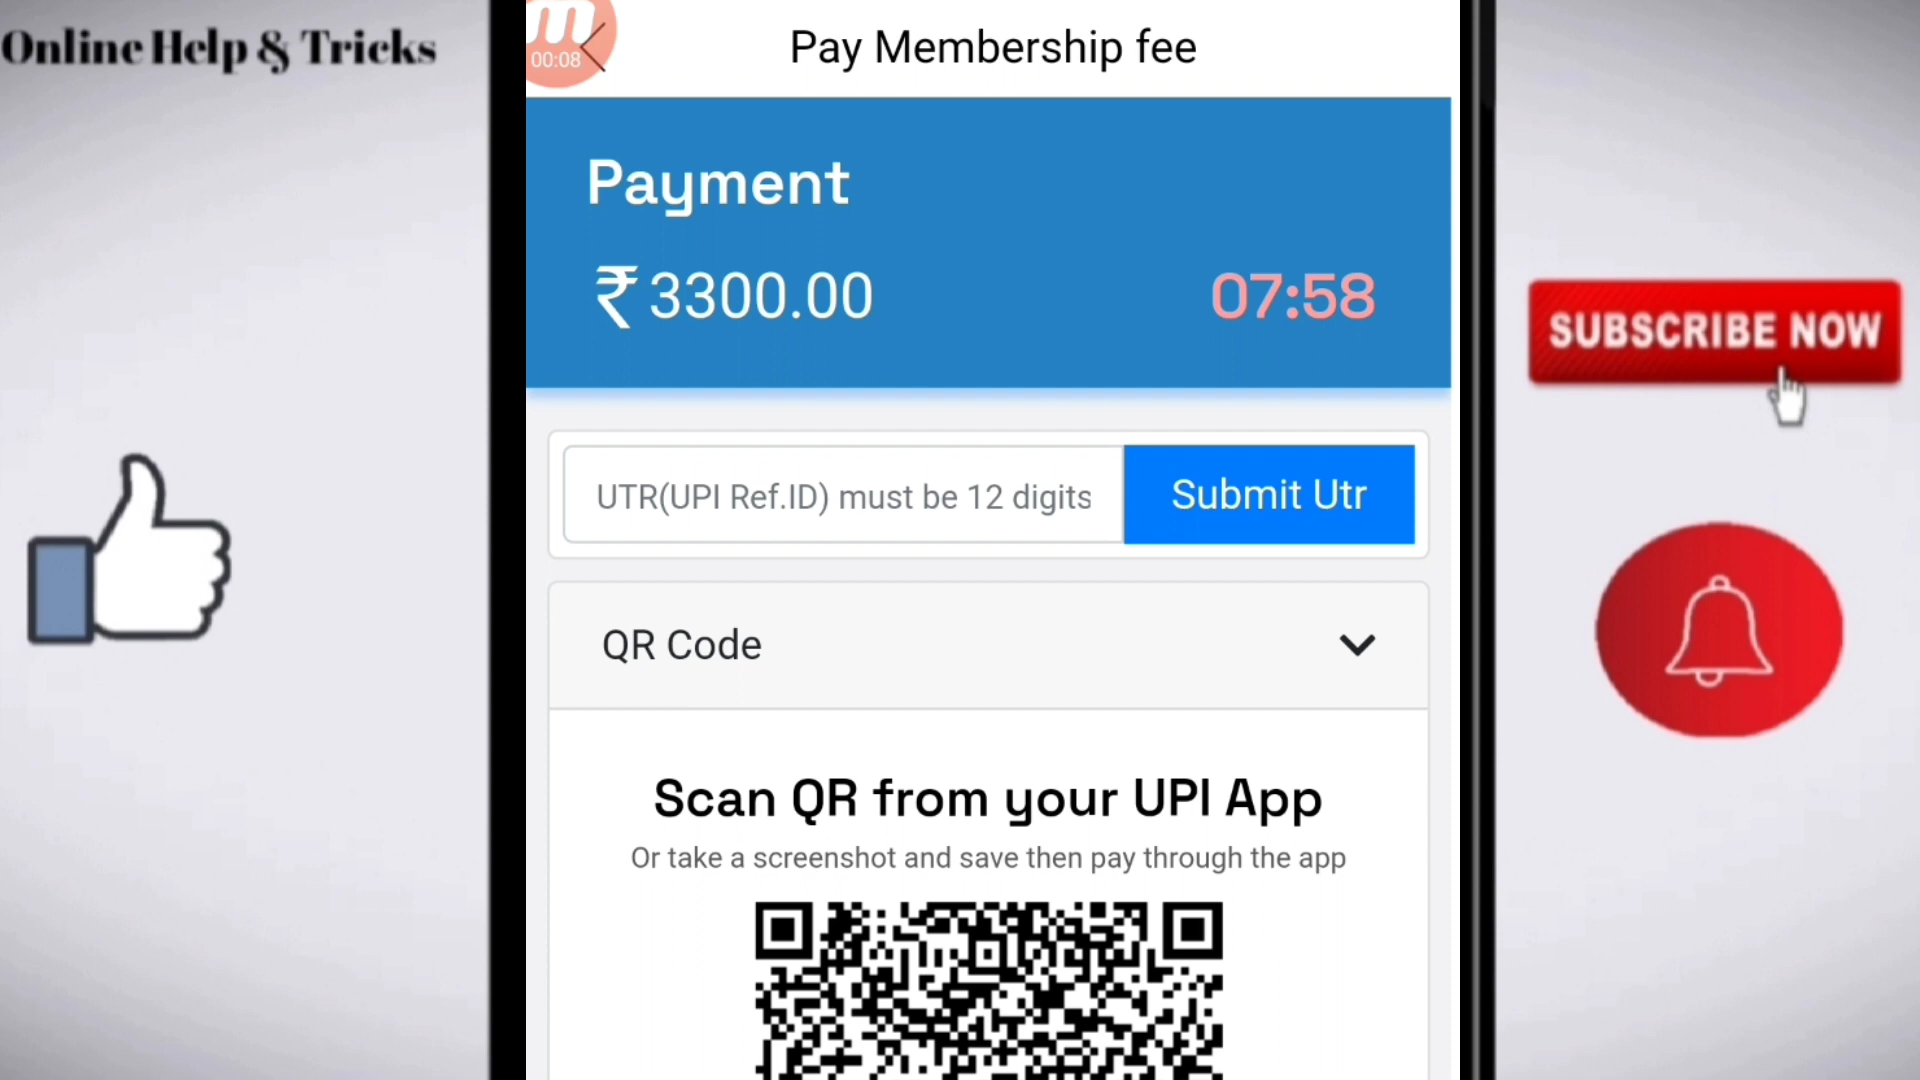 Online Help & Tricks
m
00:08
Pay Membership fee
Payment
₹3300.00
07:58
UTR(UPI Ref.ID) must be 12 digits
Submit Utr
QR Code
Scan QR from your UPI App
Or take a screenshot and save then pay through the app
SUBSCRIBE NOW